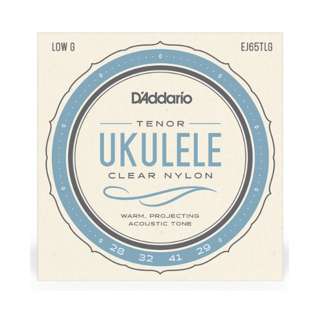 LOW G
EJ65TLG
D'Addario
TENOR
UKULELE
CLEAR NYLON
WARM, PROJECTING
ACOUSTIC TONE
28 32 41 29